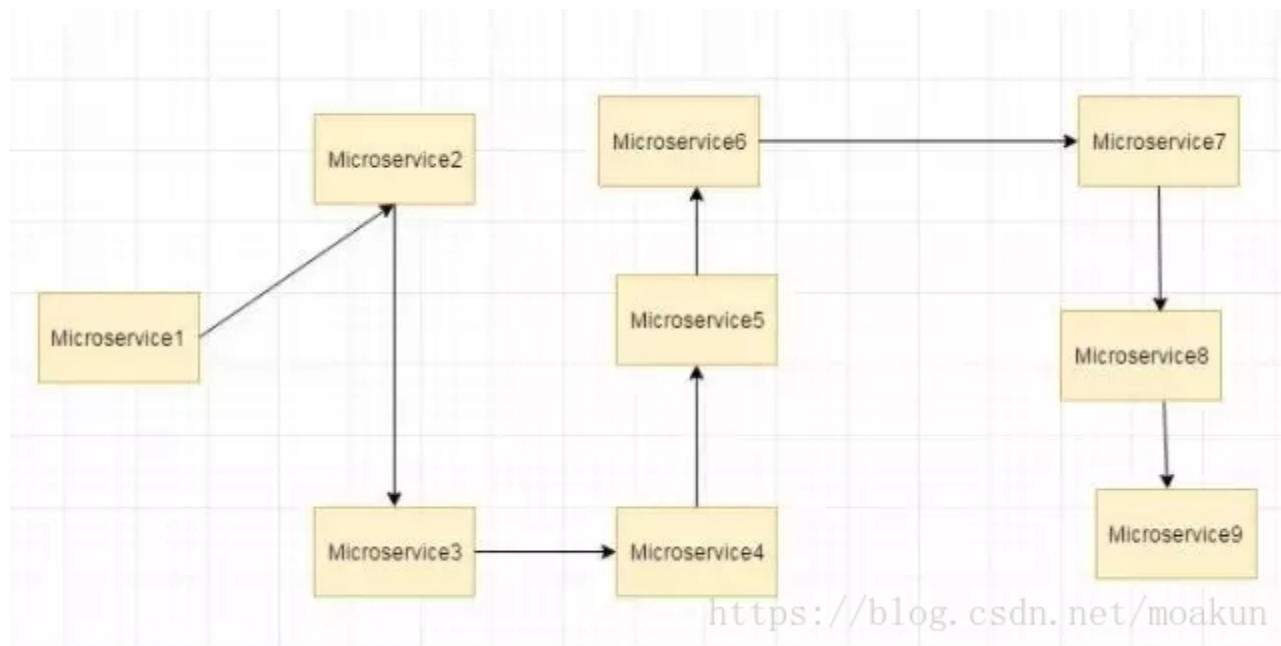 Microservice1
Microservice2
Microservice3
Microservice4
Microservice5
Microservice6
Microservice7
Microservice8
Microservice9
https://blog.csdn.net/moakun